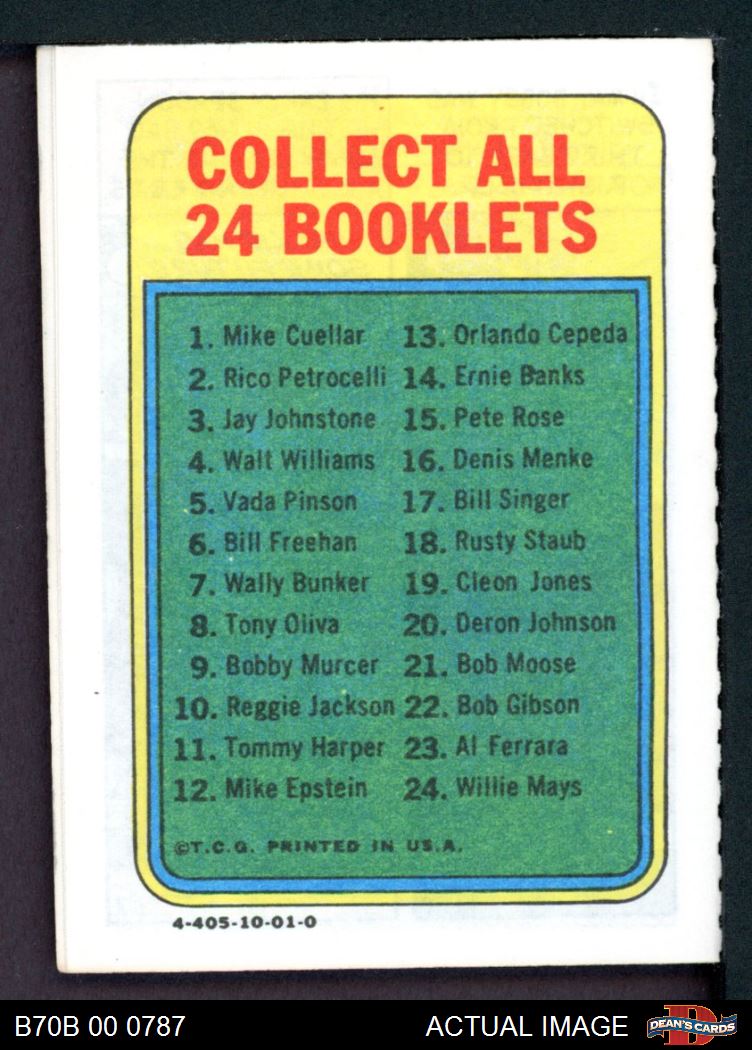 COLLECT ALL
24 BOOKLETS
1. Mike Cuellar
2. Rico Petrocelli
3. Jay Johnstone
4. Walt Williams
5. Vada Pinson
6. Bill Freehan
7. Wally Bunker
8. Tony Oliva
9. Bobby Murcer
10. Reggie Jackson
11. Tommy Harper
12. Mike Epstein
13. Orlando Cepeda
14. Ernie Banks
15. Pete Rose
16. Denis Menke
17. Bill Singer
18. Rusty Staub
19. Cleon Jones
20. Deron Johnson
21. Bob Moose
22. Bob Gibson
23. Al Ferrara
24. Willie Mays
©T.C.G. PRINTED IN U.S.A.
4-405-10-01-0
B70B 00 0787
ACTUAL IMAGE
D
DEAN'S CARDS